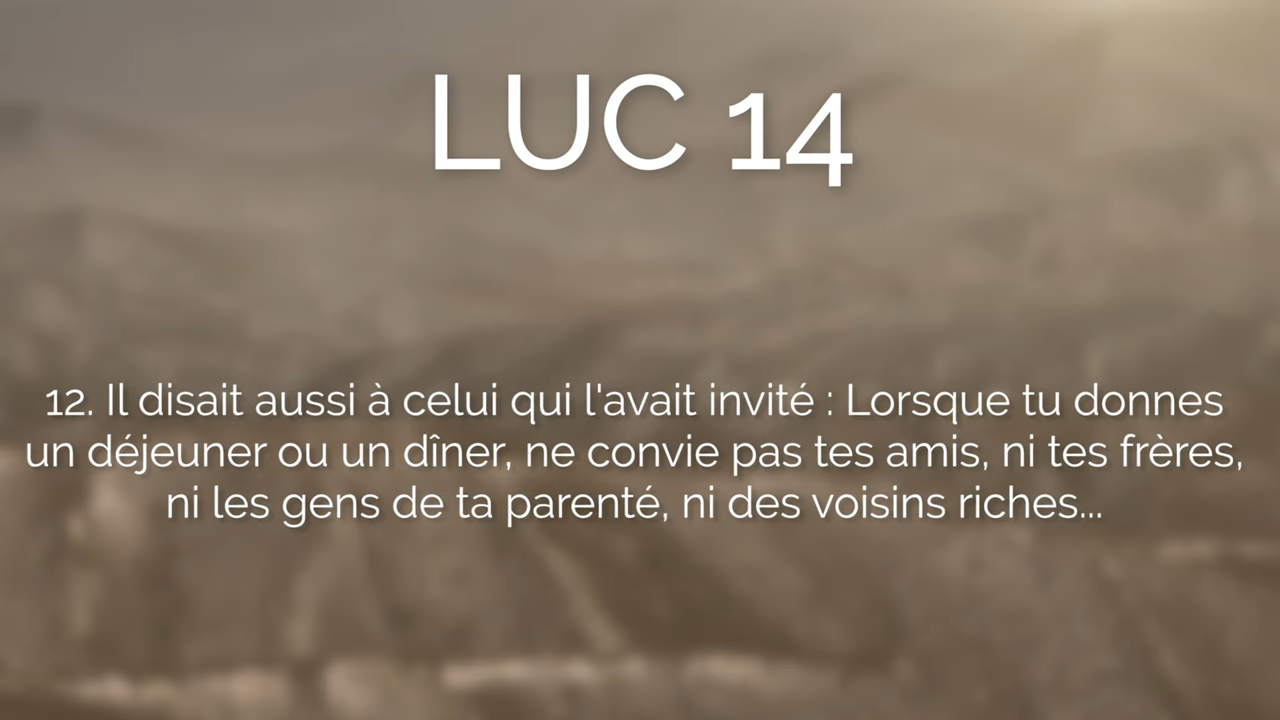 LUC 14
12. Il disait aussi à celui qui l'avait invité : Lorsque tu donnes
un déjeuner ou un dîner, ne convie pas tes amis, ni tes frères,
ni les gens de ta parenté, ni des voisins riches...